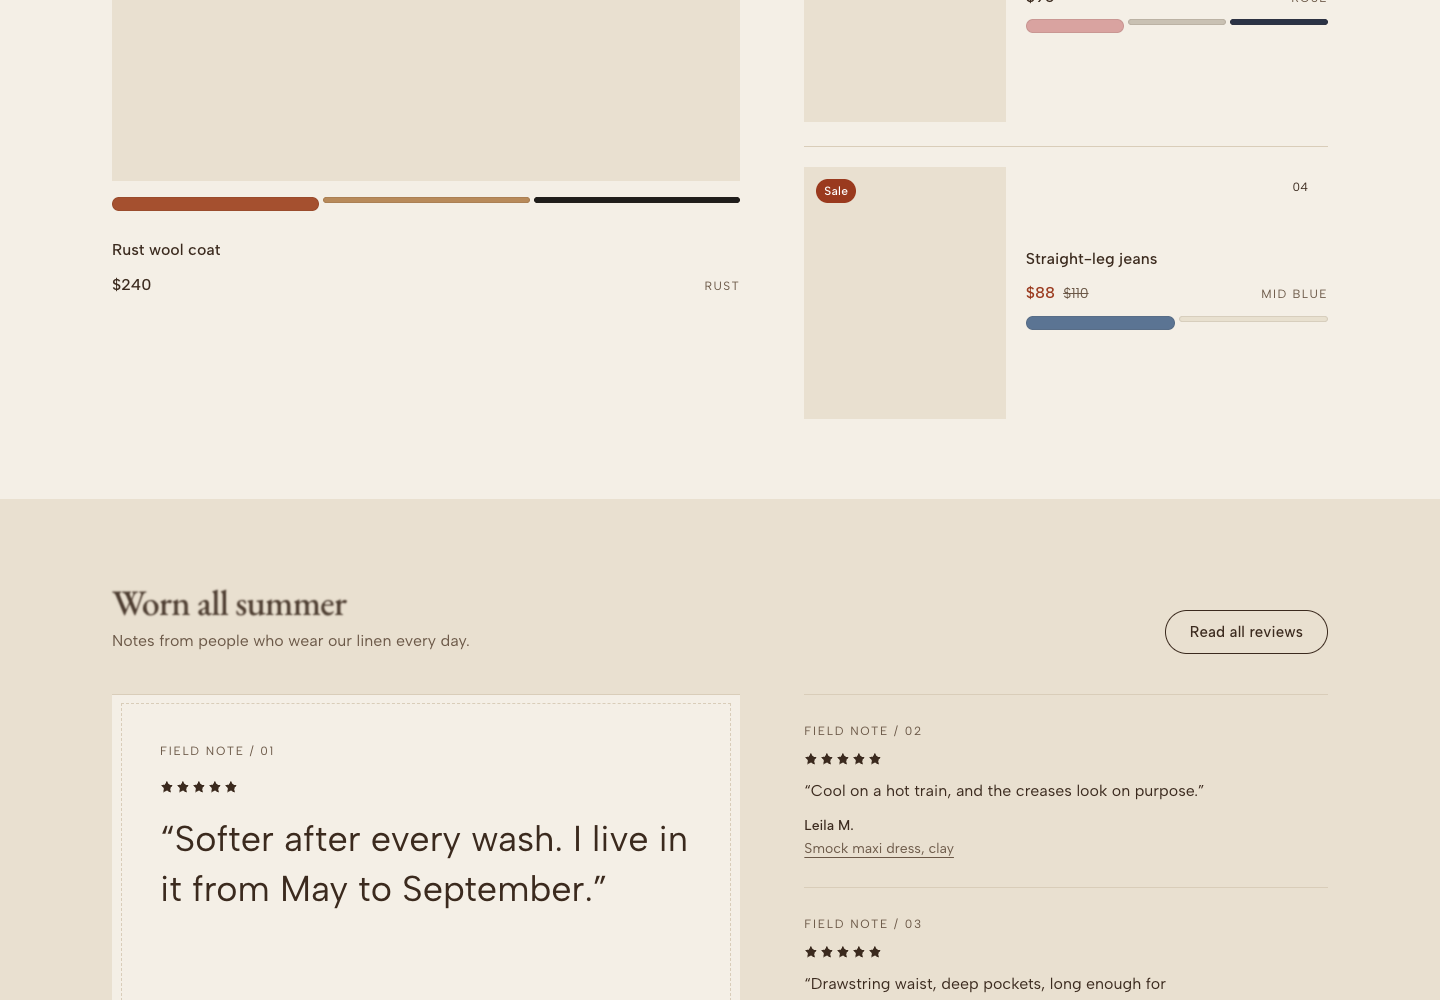 Rust wool coat
$240
RUST
Sale
04
Straight-leg jeans
$88 $110
MID BLUE
Worn all summer
Notes from people who wear our linen every day.
Read all reviews
FIELD NOTE / 01
“Softer after every wash. I live in
it from May to September.”
FIELD NOTE / 02
“Cool on a hot train, and the creases look on purpose.”
Leila M.
Smock maxi dress, clay
FIELD NOTE / 03
“Drawstring waist, deep pockets, long enough for